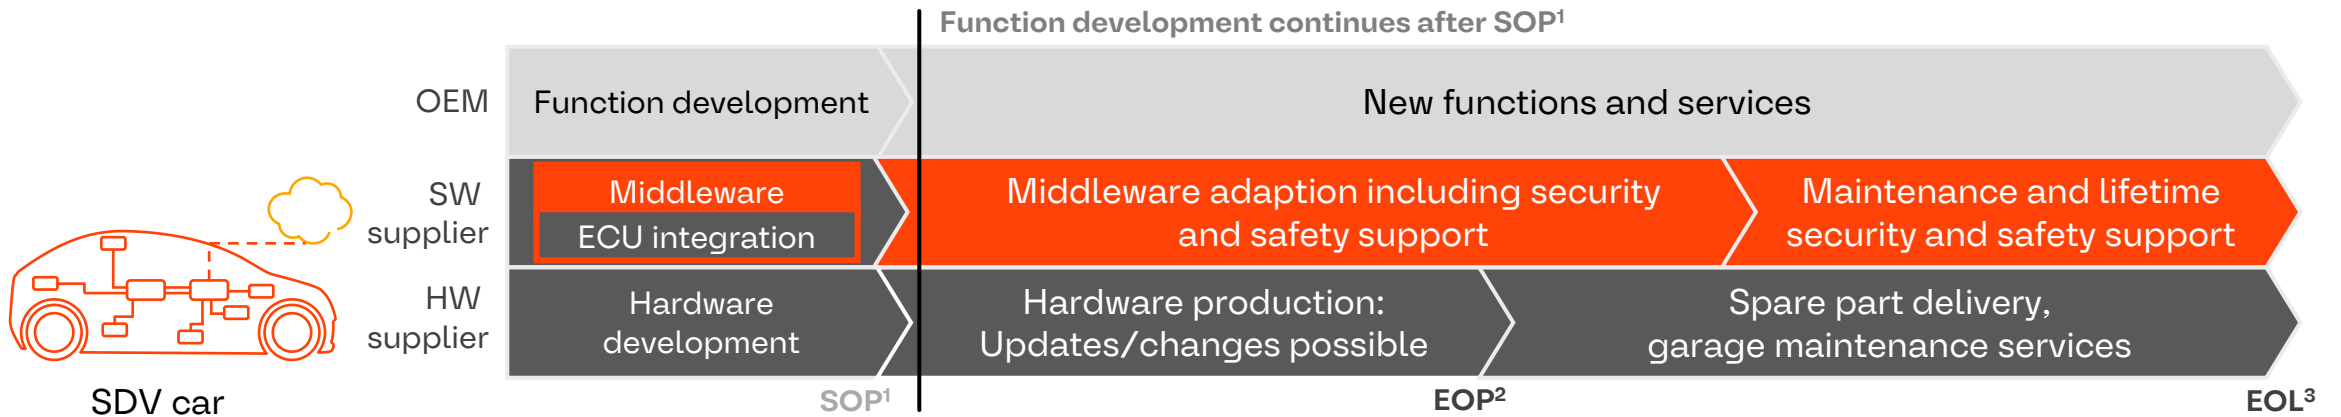 Function development continues after SOP¹
OEM
Function development
New functions and services
SW
supplier
Middleware
ECU integration
Middleware adaption including security
and safety support
Maintenance and lifetime
security and safety support
HW
supplier
Hardware
development
Hardware production:
Updates/changes possible
Spare part delivery,
garage maintenance services
SDV car
SOP¹
EOP²
EOL³